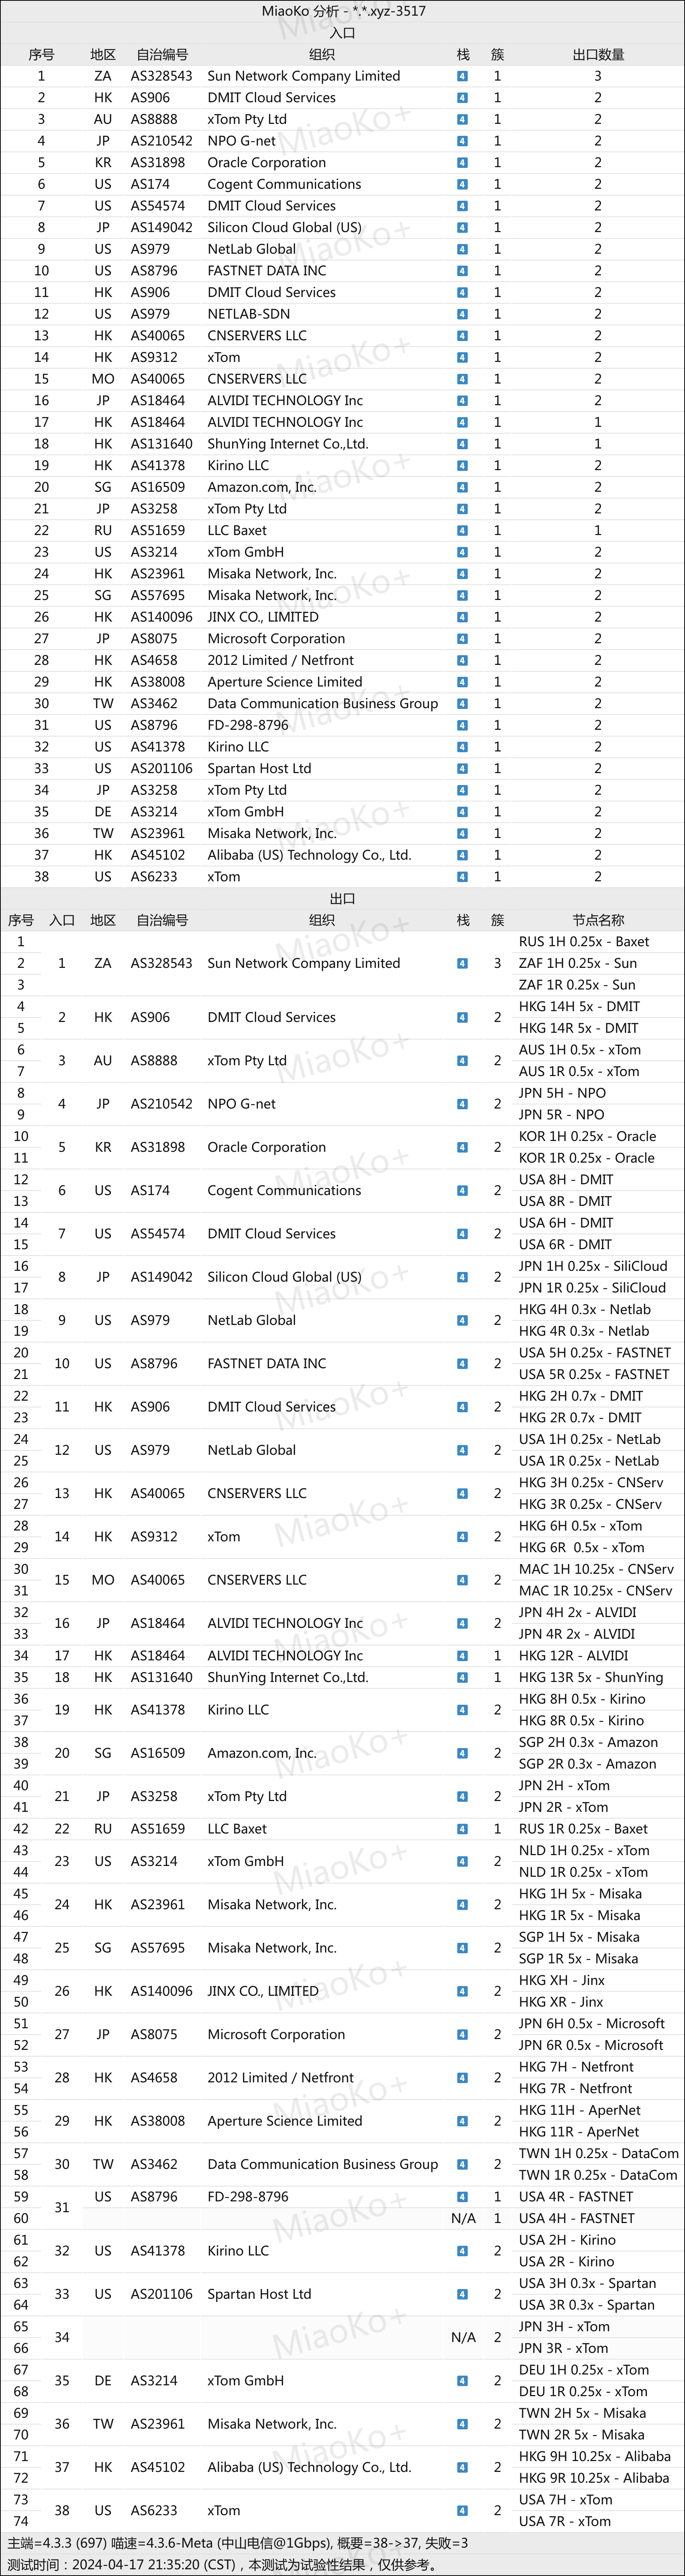 MiaoKo 分析 - *.*.xyz-3517
入口
序号 地区 自治编号 组织 栈 簇 出口数量
1 ZA AS328543 Sun Network Company Limited 4 1 3
2 HK AS906 DMIT Cloud Services 4 1 2
3 AU AS8888 xTom Pty Ltd 4 1 2
4 JP AS210542 NPO G-net 4 1 2
5 KR AS31898 Oracle Corporation 4 1 2
6 US AS174 Cogent Communications 4 1 2
7 US AS54574 DMIT Cloud Services 4 1 2
8 JP AS149042 Silicon Cloud Global (US) 4 1 2
9 US AS979 NetLab Global 4 1 2
10 US AS8796 FASTNET DATA INC 4 1 2
11 HK AS906 DMIT Cloud Services 4 1 2
12 US AS979 NETLAB-SDN 4 1 2
13 HK AS40065 CNSERVERS LLC 4 1 2
14 HK AS9312 xTom 4 1 2
15 MO AS40065 CNSERVERS LLC 4 1 2
16 JP AS18464 ALVIDI TECHNOLOGY Inc 4 1 2
17 HK AS18464 ALVIDI TECHNOLOGY Inc 4 1 1
18 HK AS131640 ShunYing Internet Co.,Ltd. 4 1 1
19 HK AS41378 Kirino LLC 4 1 2
20 SG AS16509 Amazon.com, Inc. 4 1 2
21 JP AS3258 xTom Pty Ltd 4 1 2
22 RU AS51659 LLC Baxet 4 1 1
23 US AS3214 xTom GmbH 4 1 2
24 HK AS23961 Misaka Network, Inc. 4 1 2
25 SG AS57695 Misaka Network, Inc. 4 1 2
26 HK AS140096 JINX CO., LIMITED 4 1 2
27 JP AS8075 Microsoft Corporation 4 1 2
28 HK AS4658 2012 Limited / Netfront 4 1 2
29 HK AS38008 Aperture Science Limited 4 1 2
30 TW AS3462 Data Communication Business Group 4 1 2
31 US AS8796 FD-298-8796 4 1 2
32 US AS41378 Kirino LLC 4 1 2
33 US AS201106 Spartan Host Ltd 4 1 2
34 JP AS3258 xTom Pty Ltd 4 1 2
35 DE AS3214 xTom GmbH 4 1 2
36 TW AS23961 Misaka Network, Inc. 4 1 2
37 HK AS45102 Alibaba (US) Technology Co., Ltd. 4 1 2
38 US AS6233 xTom 4 1 2
出口
序号 入口 地区 自治编号 组织 栈 簇 节点名称
1 RUS 1H 0.25x - Baxet
2 1 ZA AS328543 Sun Network Company Limited 4 3 ZAF 1H 0.25x - Sun
3 ZAF 1R 0.25x - Sun
4 HKG 14H 5x - DMIT
2 HK AS906 DMIT Cloud Services 4 2
5 HKG 14R 5x - DMIT
6 AUS 1H 0.5x - xTom
3 AU AS8888 xTom Pty Ltd 4 2
7 AUS 1R 0.5x - xTom
8 JPN 5H - NPO
4 JP AS210542 NPO G-net 4 2
9 JPN 5R - NPO
10 KOR 1H 0.25x - Oracle
5 KR AS31898 Oracle Corporation 4 2
11 KOR 1R 0.25x - Oracle
12 USA 8H - DMIT
6 US AS174 Cogent Communications 4 2
13 USA 8R - DMIT
14 USA 6H - DMIT
7 US AS54574 DMIT Cloud Services 4 2
15 USA 6R - DMIT
16 JPN 1H 0.25x - SiliCloud
8 JP AS149042 Silicon Cloud Global (US) 4 2
17 JPN 1R 0.25x - SiliCloud
18 HKG 4H 0.3x - Netlab
9 US AS979 NetLab Global 4 2
19 HKG 4R 0.3x - Netlab
20 USA 5H 0.25x - FASTNET
10 US AS8796 FASTNET DATA INC 4 2
21 USA 5R 0.25x - FASTNET
22 HKG 2H 0.7x - DMIT
11 HK AS906 DMIT Cloud Services 4 2
23 HKG 2R 0.7x - DMIT
24 USA 1H 0.25x - NetLab
12 US AS979 NetLab Global 4 2
25 USA 1R 0.25x - NetLab
26 HKG 3H 0.25x - CNServ
13 HK AS40065 CNSERVERS LLC 4 2
27 HKG 3R 0.25x - CNServ
28 HKG 6H 0.5x - xTom
14 HK AS9312 xTom 4 2
29 HKG 6R  0.5x - xTom
30 MAC 1H 10.25x - CNServ
15 MO AS40065 CNSERVERS LLC 4 2
31 MAC 1R 10.25x - CNServ
32 JPN 4H 2x - ALVIDI
16 JP AS18464 ALVIDI TECHNOLOGY Inc 4 2
33 JPN 4R 2x - ALVIDI
34 17 HK AS18464 ALVIDI TECHNOLOGY Inc 4 1 HKG 12R - ALVIDI
35 18 HK AS131640 ShunYing Internet Co.,Ltd. 4 1 HKG 13R 5x - ShunYing
36 HKG 8H 0.5x - Kirino
19 HK AS41378 Kirino LLC 4 2
37 HKG 8R 0.5x - Kirino
38 SGP 2H 0.3x - Amazon
20 SG AS16509 Amazon.com, Inc. 4 2
39 SGP 2R 0.3x - Amazon
40 JPN 2H - xTom
21 JP AS3258 xTom Pty Ltd 4 2
41 JPN 2R - xTom
42 22 RU AS51659 LLC Baxet 4 1 RUS 1R 0.25x - Baxet
43 NLD 1H 0.25x - xTom
23 US AS3214 xTom GmbH 4 2
44 NLD 1R 0.25x - xTom
45 HKG 1H 5x - Misaka
24 HK AS23961 Misaka Network, Inc. 4 2
46 HKG 1R 5x - Misaka
47 SGP 1H 5x - Misaka
25 SG AS57695 Misaka Network, Inc. 4 2
48 SGP 1R 5x - Misaka
49 HKG XH - Jinx
26 HK AS140096 JINX CO., LIMITED 4 2
50 HKG XR - Jinx
51 JPN 6H 0.5x - Microsoft
27 JP AS8075 Microsoft Corporation 4 2
52 JPN 6R 0.5x - Microsoft
53 HKG 7H - Netfront
28 HK AS4658 2012 Limited / Netfront 4 2
54 HKG 7R - Netfront
55 HKG 11H - AperNet
29 HK AS38008 Aperture Science Limited 4 2
56 HKG 11R - AperNet
57 TWN 1H 0.25x - DataCom
30 TW AS3462 Data Communication Business Group 4 2
58 TWN 1R 0.25x - DataCom
59 US AS8796 FD-298-8796 4 1 USA 4R - FASTNET
31
60 N/A 1 USA 4H - FASTNET
61 USA 2H - Kirino
32 US AS41378 Kirino LLC 4 2
62 USA 2R - Kirino
63 USA 3H 0.3x - Spartan
33 US AS201106 Spartan Host Ltd 4 2
64 USA 3R 0.3x - Spartan
65 JPN 3H - xTom
34 N/A 2
66 JPN 3R - xTom
67 DEU 1H 0.25x - xTom
35 DE AS3214 xTom GmbH 4 2
68 DEU 1R 0.25x - xTom
69 TWN 2H 5x - Misaka
36 TW AS23961 Misaka Network, Inc. 4 2
70 TWN 2R 5x - Misaka
71 HKG 9H 10.25x - Alibaba
37 HK AS45102 Alibaba (US) Technology Co., Ltd. 4 2
72 HKG 9R 10.25x - Alibaba
73 USA 7H - xTom
38 US AS6233 xTom 4 2
74 USA 7R - xTom
主端=4.3.3 (697) 喵速=4.3.6-Meta (中山电信@1Gbps), 概要=38->37, 失败=3
测试时间：2024-04-17 21:35:20 (CST)，本测试为试验性结果，仅供参考。